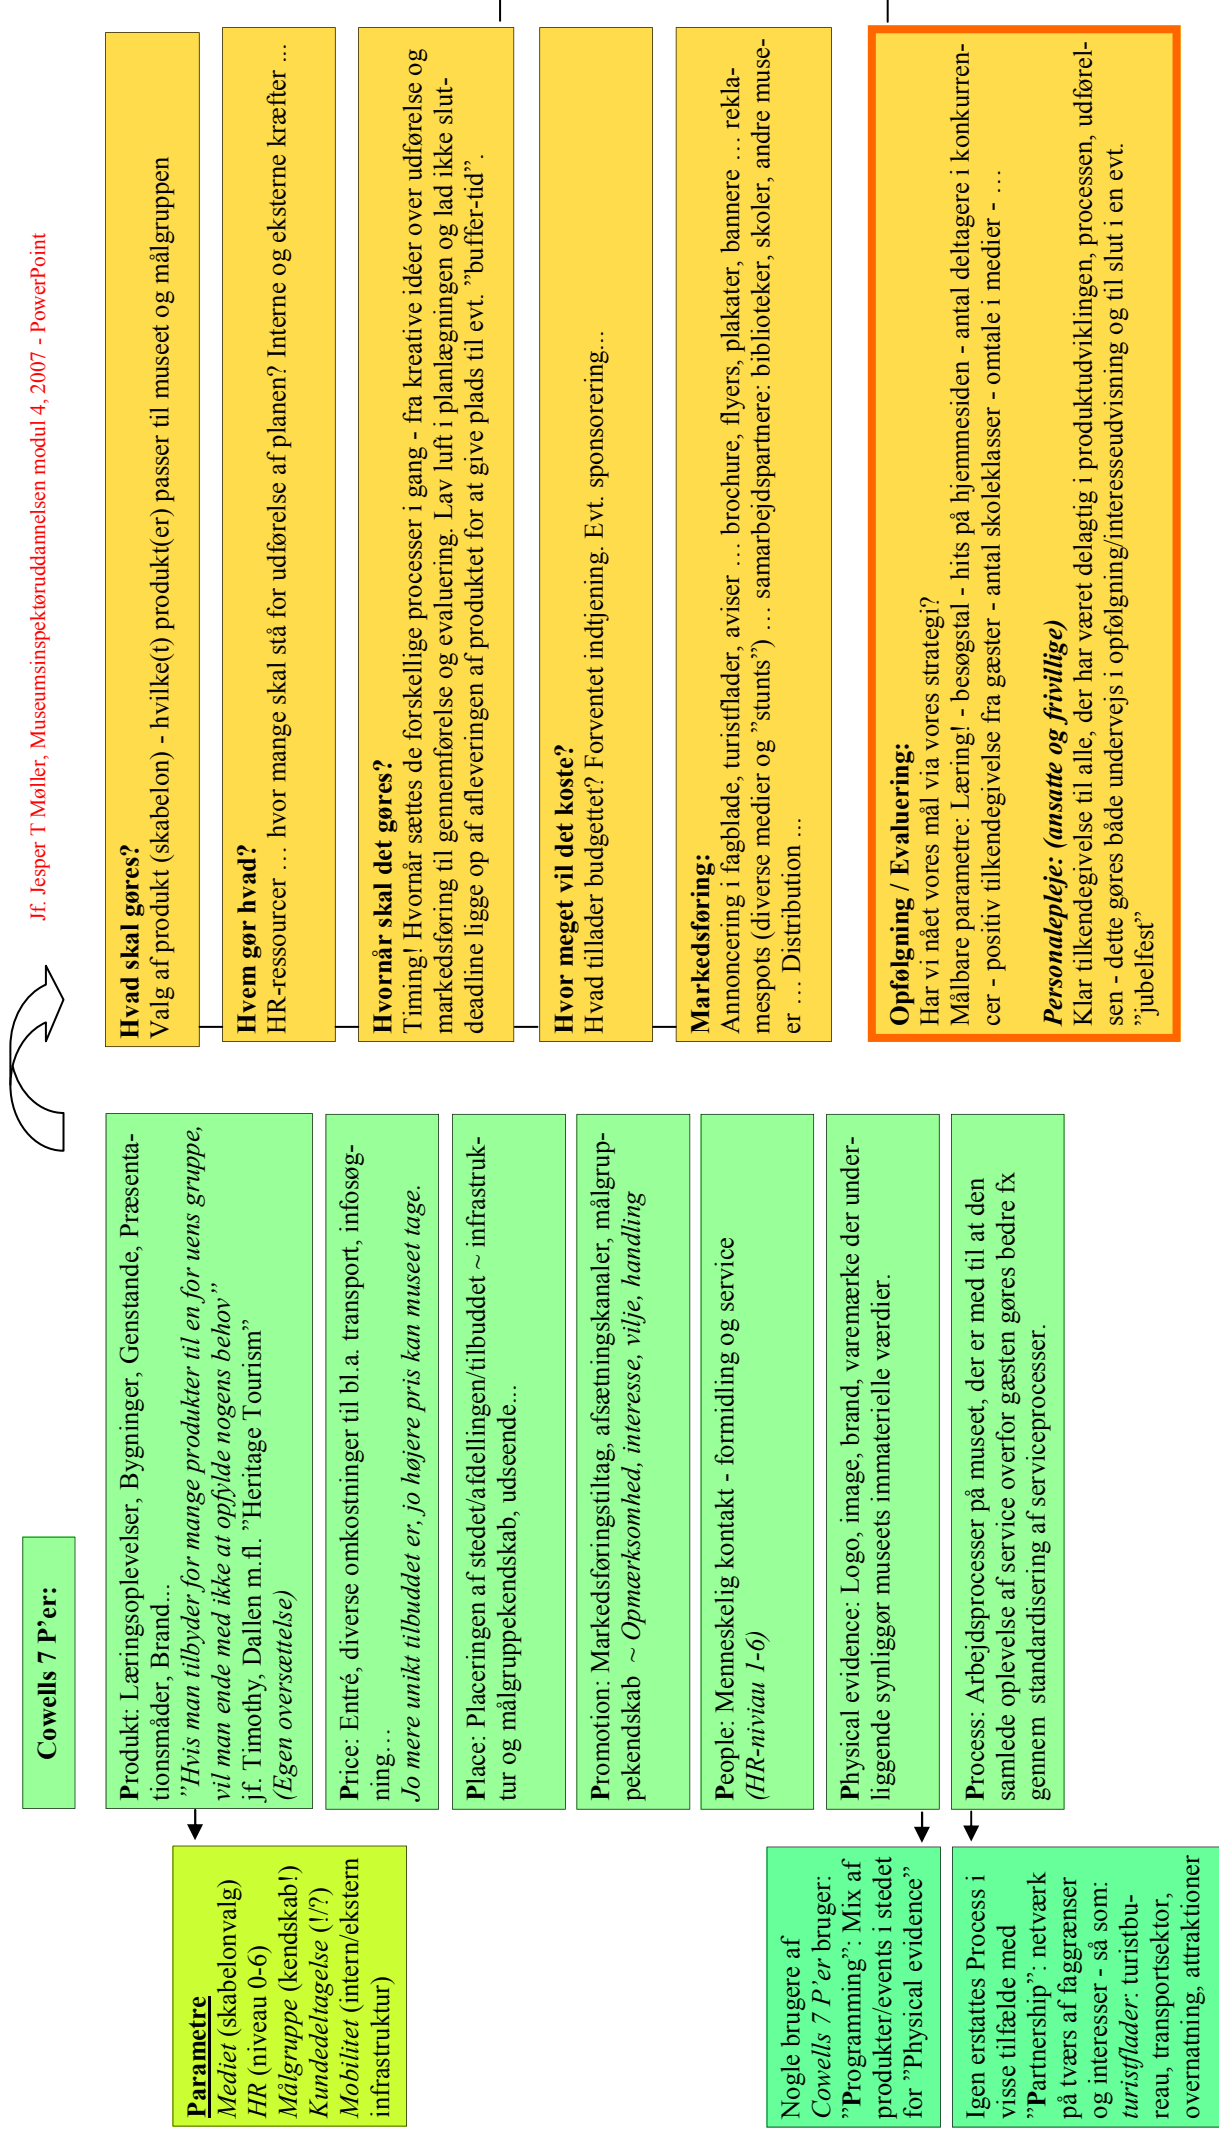 Jf. Jesper T Møller, Museumsinspektøruddannelsen modul 4, 2007 - PowerPoint
Cowells 7 P'er:
Produkt: Læringsoplevelser, Bygninger, Genstande, Præsenta-
tionsmåder, Brand...
”Hvis man tilbyder for mange produkter til en for uens gruppe,
vil man ende med ikke at opfylde nogens behov”
jf. Timothy, Dallen m.fl. ”Heritage Tourism”
(Egen oversættelse)
Price: Entré, diverse omkostninger til bl.a. transport, infosøg-
ning…
Jo mere unikt tilbuddet er, jo højere pris kan museet tage.
Place: Placeringen af stedet/afdellingen/tilbuddet ~ infrastruk-
tur og målgruppekendskab, udseende...
Promotion: Markedsføringstiltag, afsætningskanaler, målgrup-
pekendskab ~ Opmærksomhed, interesse, vilje, handling
People: Menneskelig kontakt - formidling og service
(HR-niviau 1-6)
Physical evidence: Logo, image, brand, varemærke der under-
liggende synliggør musets immaterielle værdier.
Process: Arbejdsprocesser på museet, der er med til at den
samlede oplevelse af service overfor gæsten gøres bedre fx
gennem standardisering af serviceprocesser.
Parametre
Mediet (skabelonvalg)
HR (niveau 0-6)
Målgruppe (kendskab!)
Kundedeltagelse (!/?)
Mobilitet (intern/ekstern
infrastruktur)
Nogle brugere af
Cowells 7 P'er bruger:
”Programming”: Mix af
produkter/events i stedet
for ”Physical evidence”
Igen erstattes Process i
visse tilfælde med
”Partnership”: netværk
på tværs af faggrænser
og interesser - så som:
turistflader: turistbu-
reau, transportsektor,
overnatning, attraktioner
Hvad skal gøres?
Valg af produkt (skabelon) - hvilke(t) produkt(er) passer til museet og målgruppen
Hvem gør hvad?
HR-ressourcer … hvor mange skal stå for udførelse af planen? Interne og eksterne kræfter ...
Hvornår skal det gøres?
Timing! Hvornår sættes de forskellige processer i gang - fra kreative idéer over udførelse og
markedsføring til gennemførelse og evaluering. Lav luft i planlægningen og lad ikke slut-
deadline ligge op af afleveringen af produktet for at give plads til evt. ”buffer-tid”.
Hvor meget vil det koste?
Hvad tillader budgettet? Forventet indtjening. Evt. sponsorering...
Markedsføring:
Annoncering i fagblade, turistflader, aviser … brochure, flyers, plakater, bannere … rekla-
mespots (diverse medier og ”stunts”) … samarbejdspartnere: biblioteker, skoler, andre muse-
er … Distribution ...
Opfølgning / Evaluering:
Har vi nået vores mål via vores strategi?
Målbare parametre: Læring! - besøgstal - hits på hjemmesiden - antal deltagere i konkurren-
cer - positiv tilkendegivelse fra gæster - antal skoleklasser - omtale i medier - …
Personalepleje: (ansatte og frivillige)
Klar tilkendegivelse til alle, der har været delagtig i produktudviklingen, processen, udførel-
sen - dette gøres både undervejs i opfølgning/interesseudvisning og til slut i en evt.
”jubelfest”